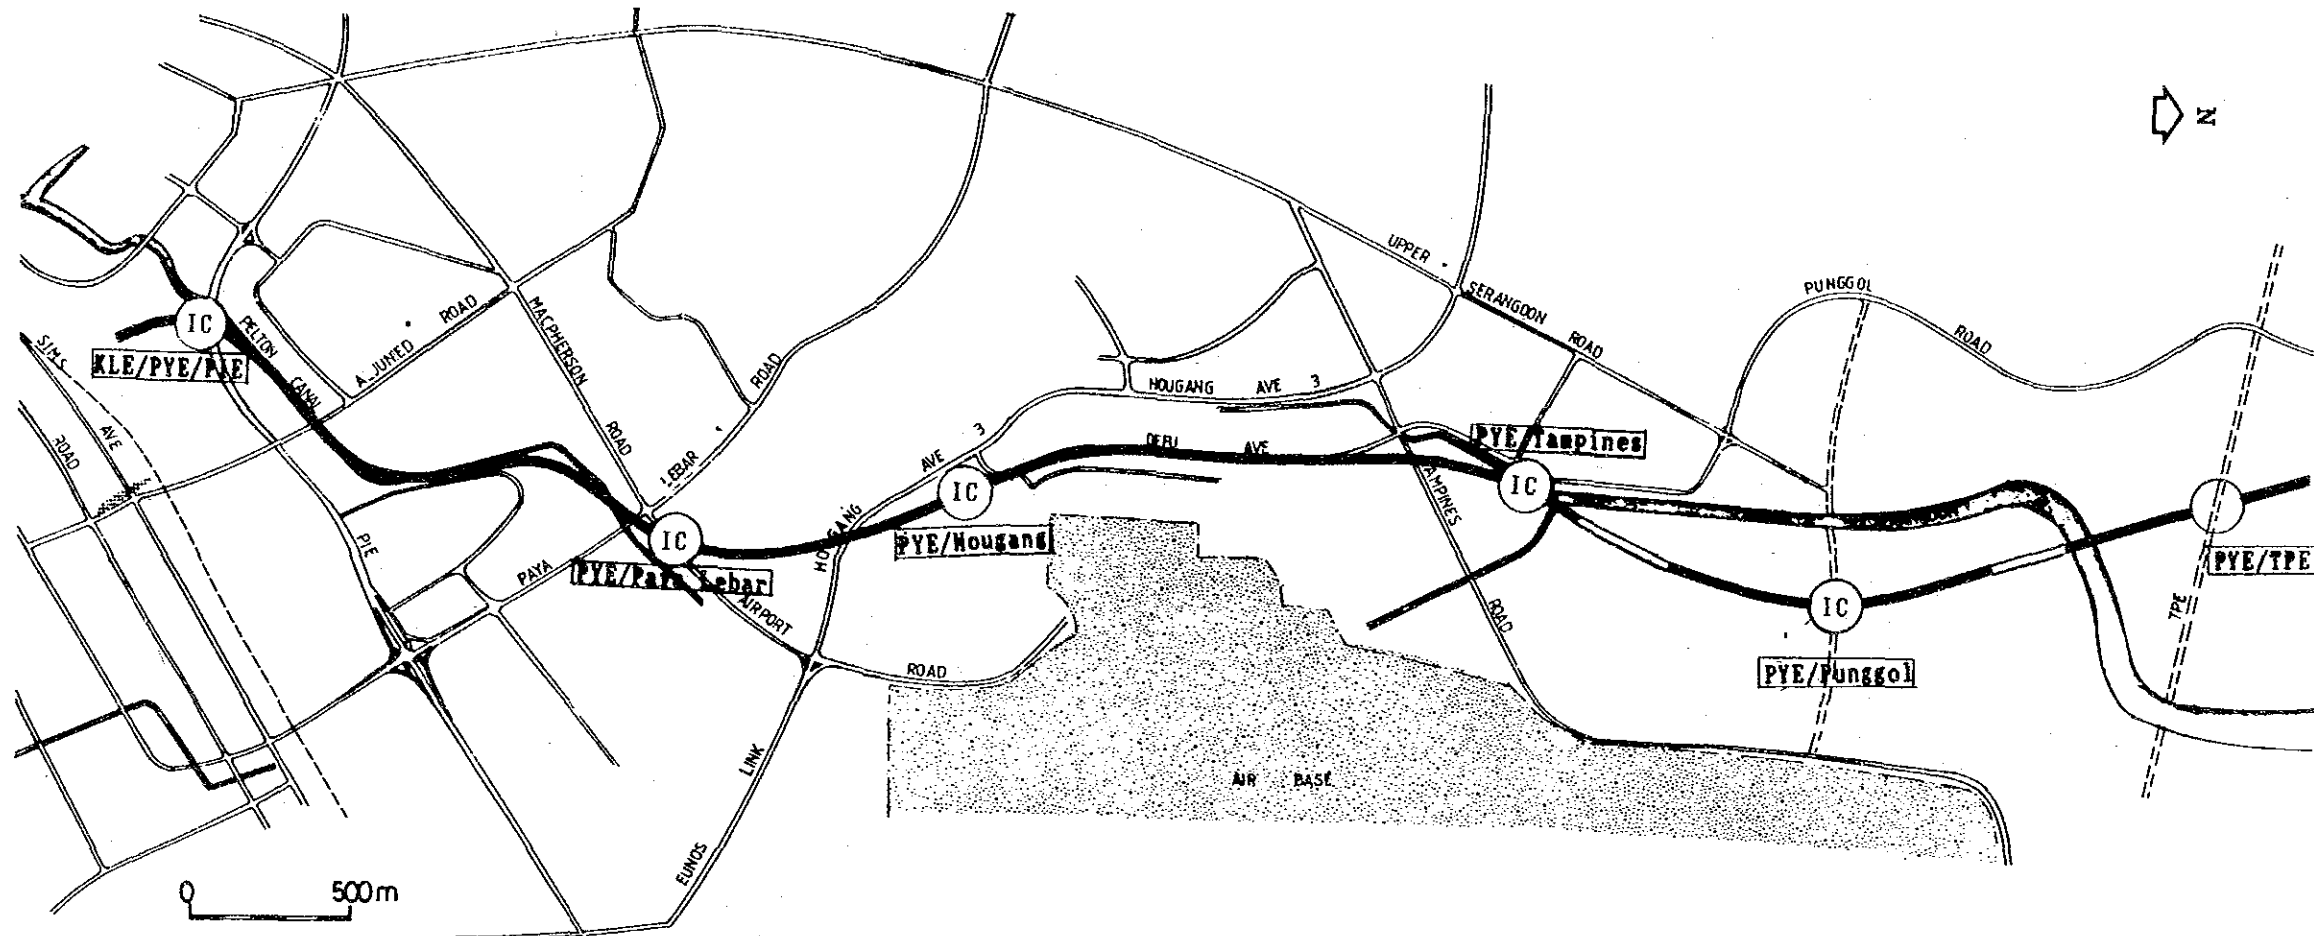 N
UPPER
SERANGOON
ROAD
PUNGGOL
ROAD
IC
KLE/PYE/PIE
PELTON
CANAL
SIMS
AVE
ROAD
A_JUNIED
ROAD
MACPHERSON
ROAD
ROAD
LEBAR
PAYA
PIE
IC
PYE/Paya Lebar
AIRPORT
ROAD
HOUGANG
AVE 3
HOUGANG AVE 3
IC
PYE/Hougang
DEFU AVE
PYE/Tampines
IC
TAMPINES
ROAD
IC
PYE/Punggol
PYE/TPE
TPE
AIR BASE
EUNOS
LINK
0 500m